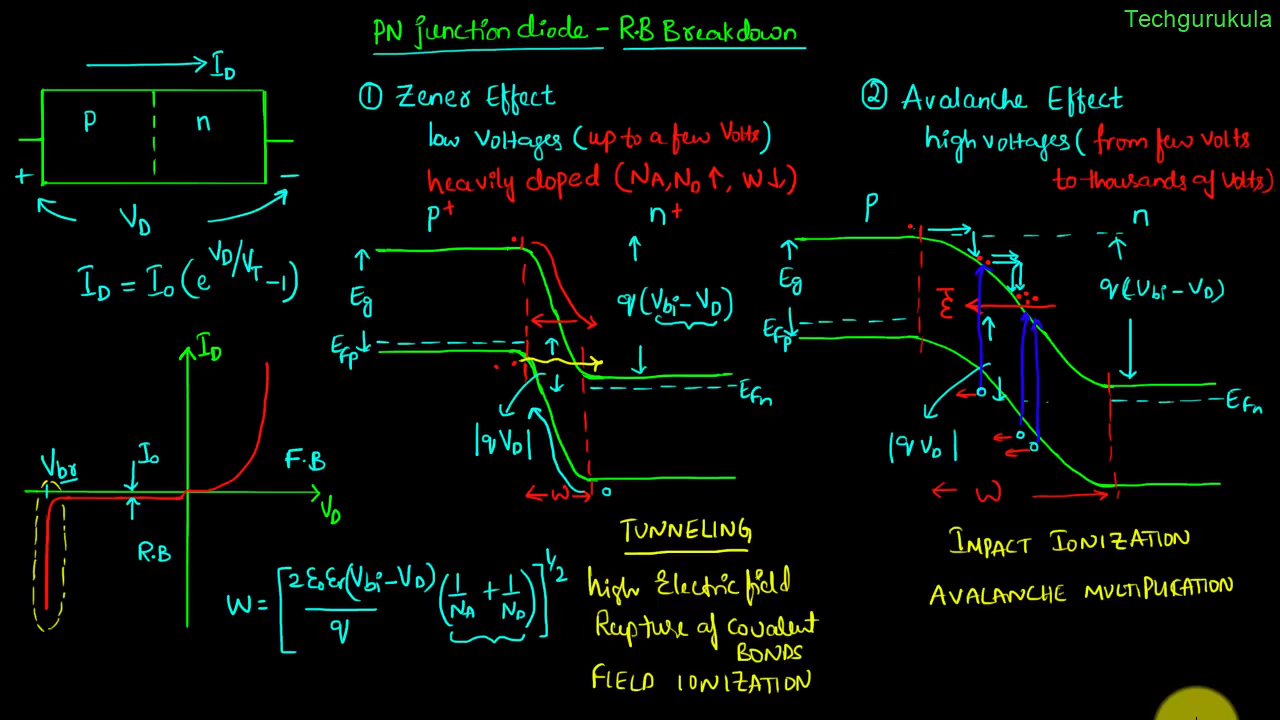 Techgurukula
PN junction diode - R.B Breakdown
I_D
p n
+ −
V_D
I_D = I_0 (e^{V_D/V_T} - 1)
① Zener Effect
low voltages (up to a few Volts)
heavily doped (N_A, N_D ↑, W↓)
P+ n+
E_g
q(V_bi - V_D)
E_Fp
E_Fn
|qV_D|
w
② Avalanche Effect
high voltages (from few volts
to thousands of volts)
P n
E_g
q(V_bi - V_D)
ξ
E_Fp
E_Fn
|qV_D|
W
I_D
V_br
I_0
F.B
V_D
R.B
W = [2ε_0ε_r(V_bi - V_D)/q (1/N_A + 1/N_D)]^{1/2}
TUNNELING
high Electric field
Rupture of covalent
BONDS
FIELD IONIZATION
IMPACT IONIZATION
AVALANCHE MULTIPLICATION